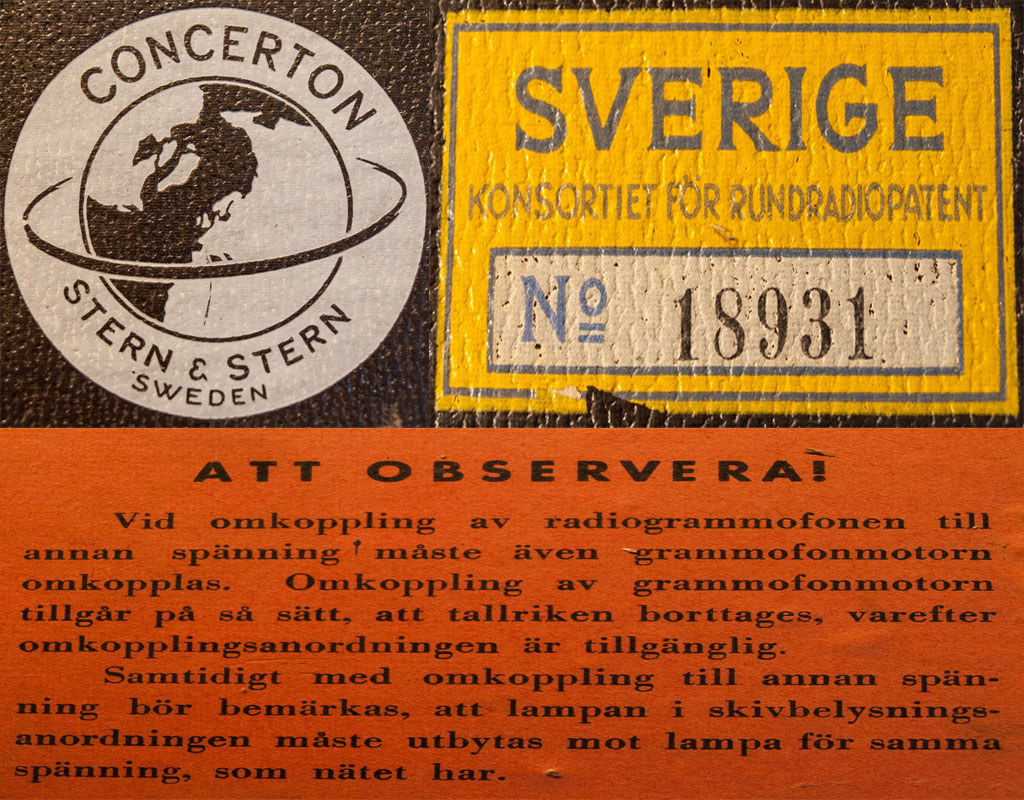 CONCERTON
STERN & STERN
SWEDEN
SVERIGE
KONSORTIET FÖR RUNDRADIOPATENT
Nº 18931
ATT OBSERVERA!
Vid omkoppling av radiogrammofonen till
annan spänning måste även grammofonmotorn
omkopplas. Omkoppling av grammofonmotorn
tillgår på så sätt, att tallriken borttages, varefter
omkopplingsanordningen är tillgänglig.
Samtidigt med omkoppling till annan spän-
ning bör bemärkas, att lampan i skivbelysnings-
anordningen måste utbytas mot lampa för samma
spänning, som nätet har.